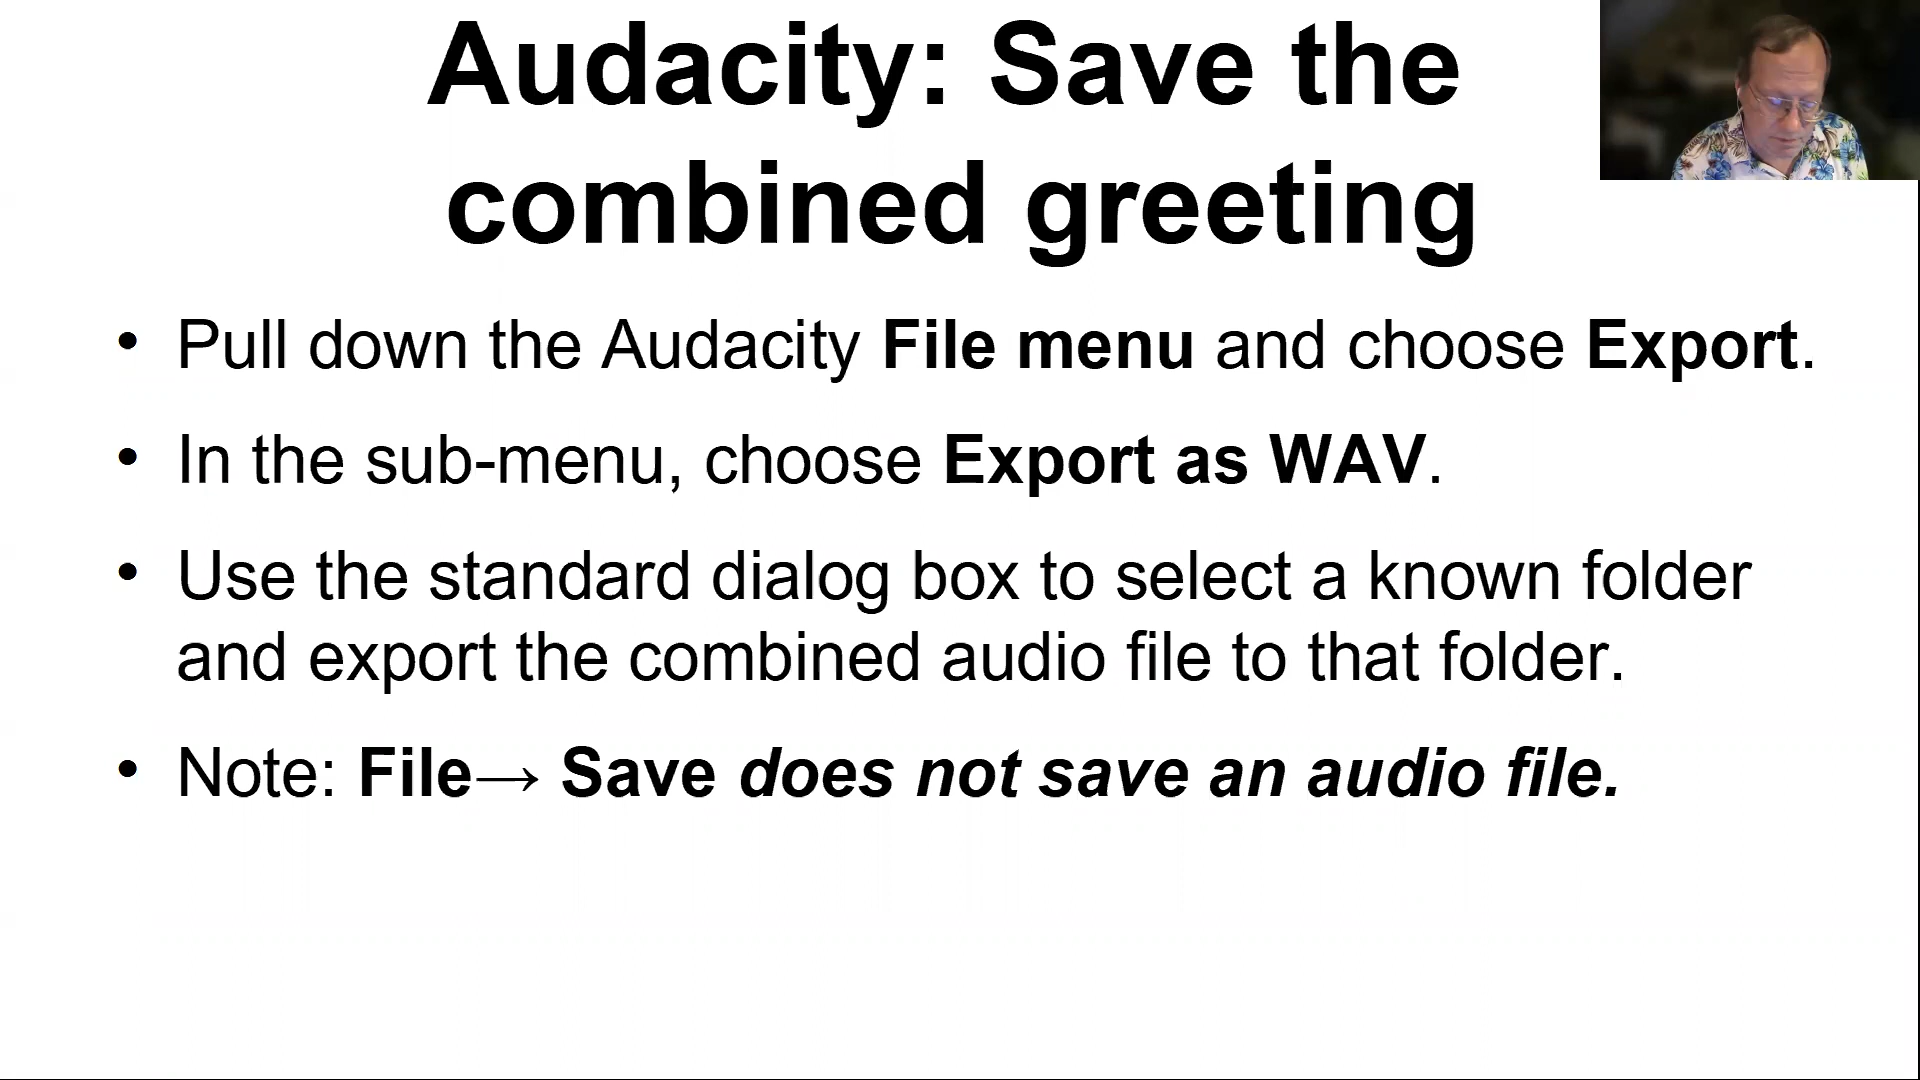 Audacity: Save the
combined greeting
• Pull down the Audacity File menu and choose Export.
• In the sub-menu, choose Export as WAV.
• Use the standard dialog box to select a known folder
and export the combined audio file to that folder.
• Note: File→ Save does not save an audio file.